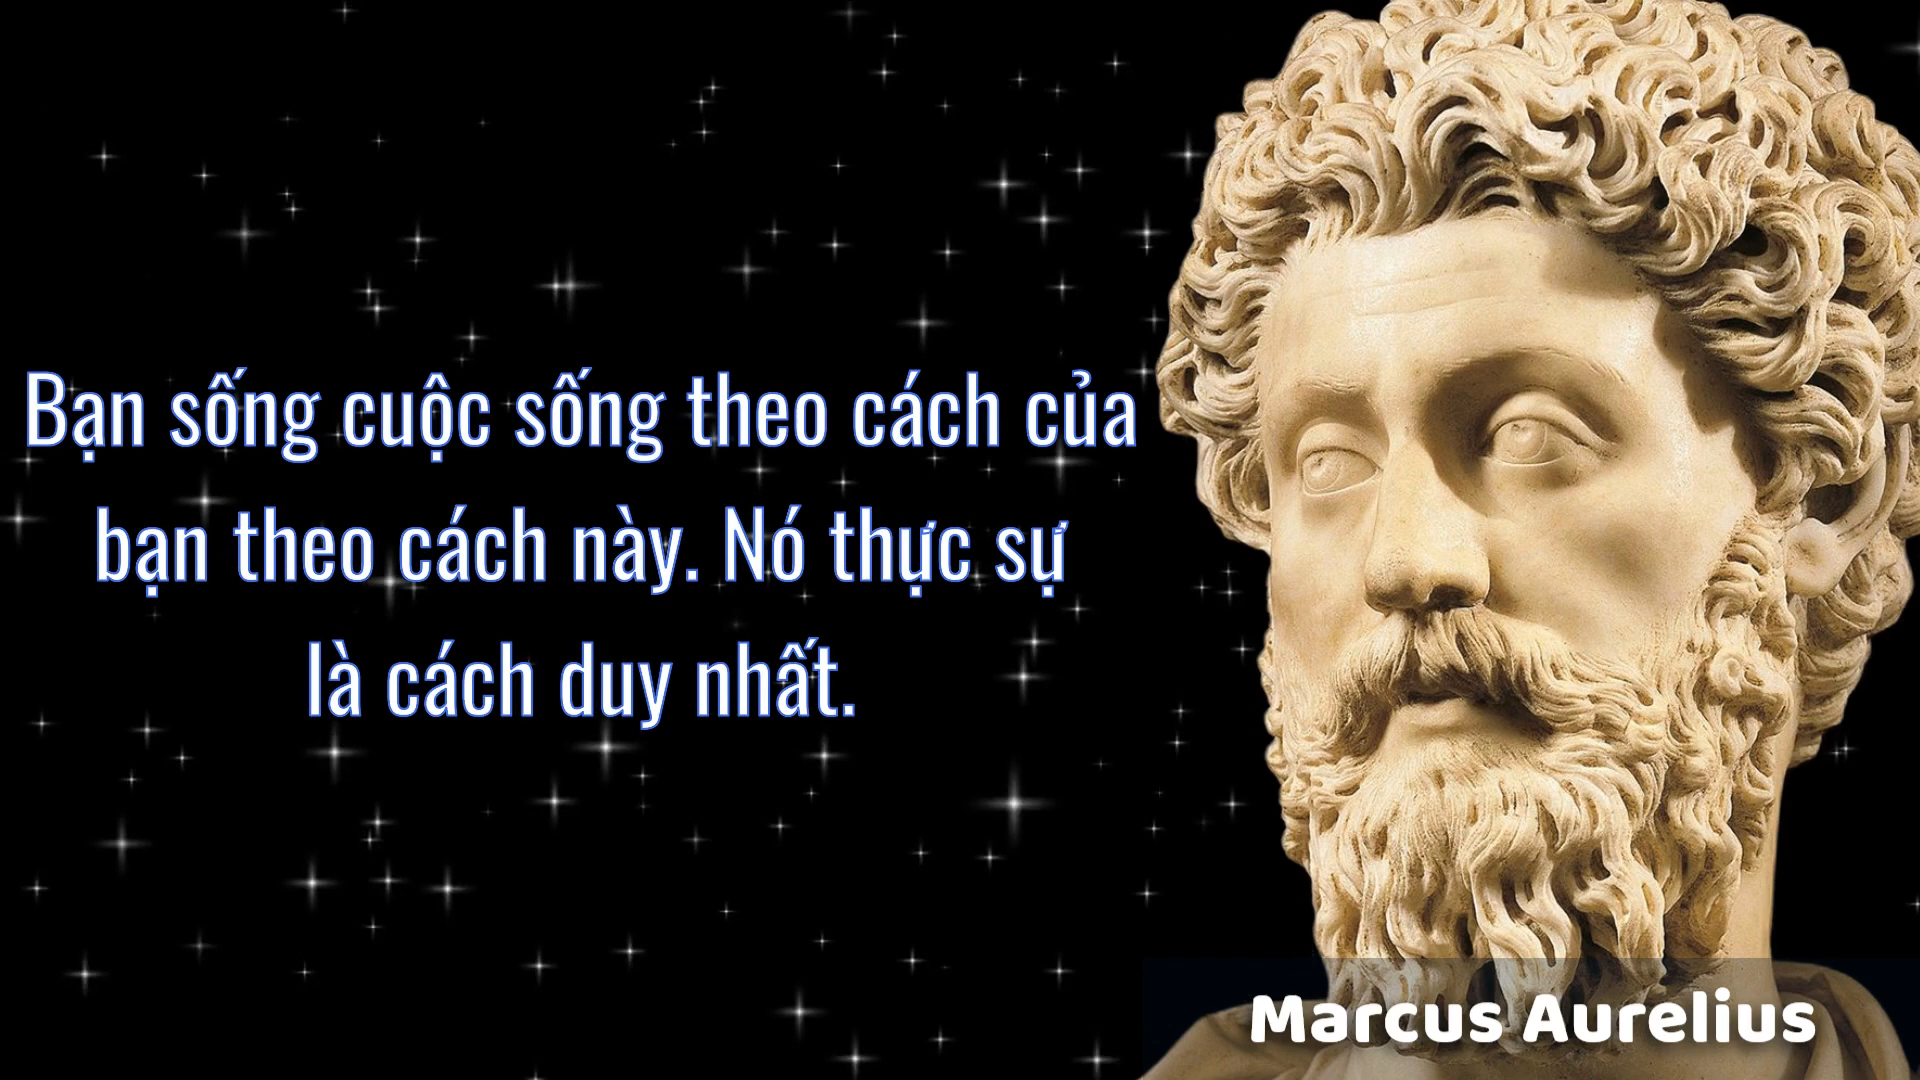 Bạn sống cuộc sống theo cách của
bạn theo cách này. Nó thực sự
là cách duy nhất.
Marcus Aurelius